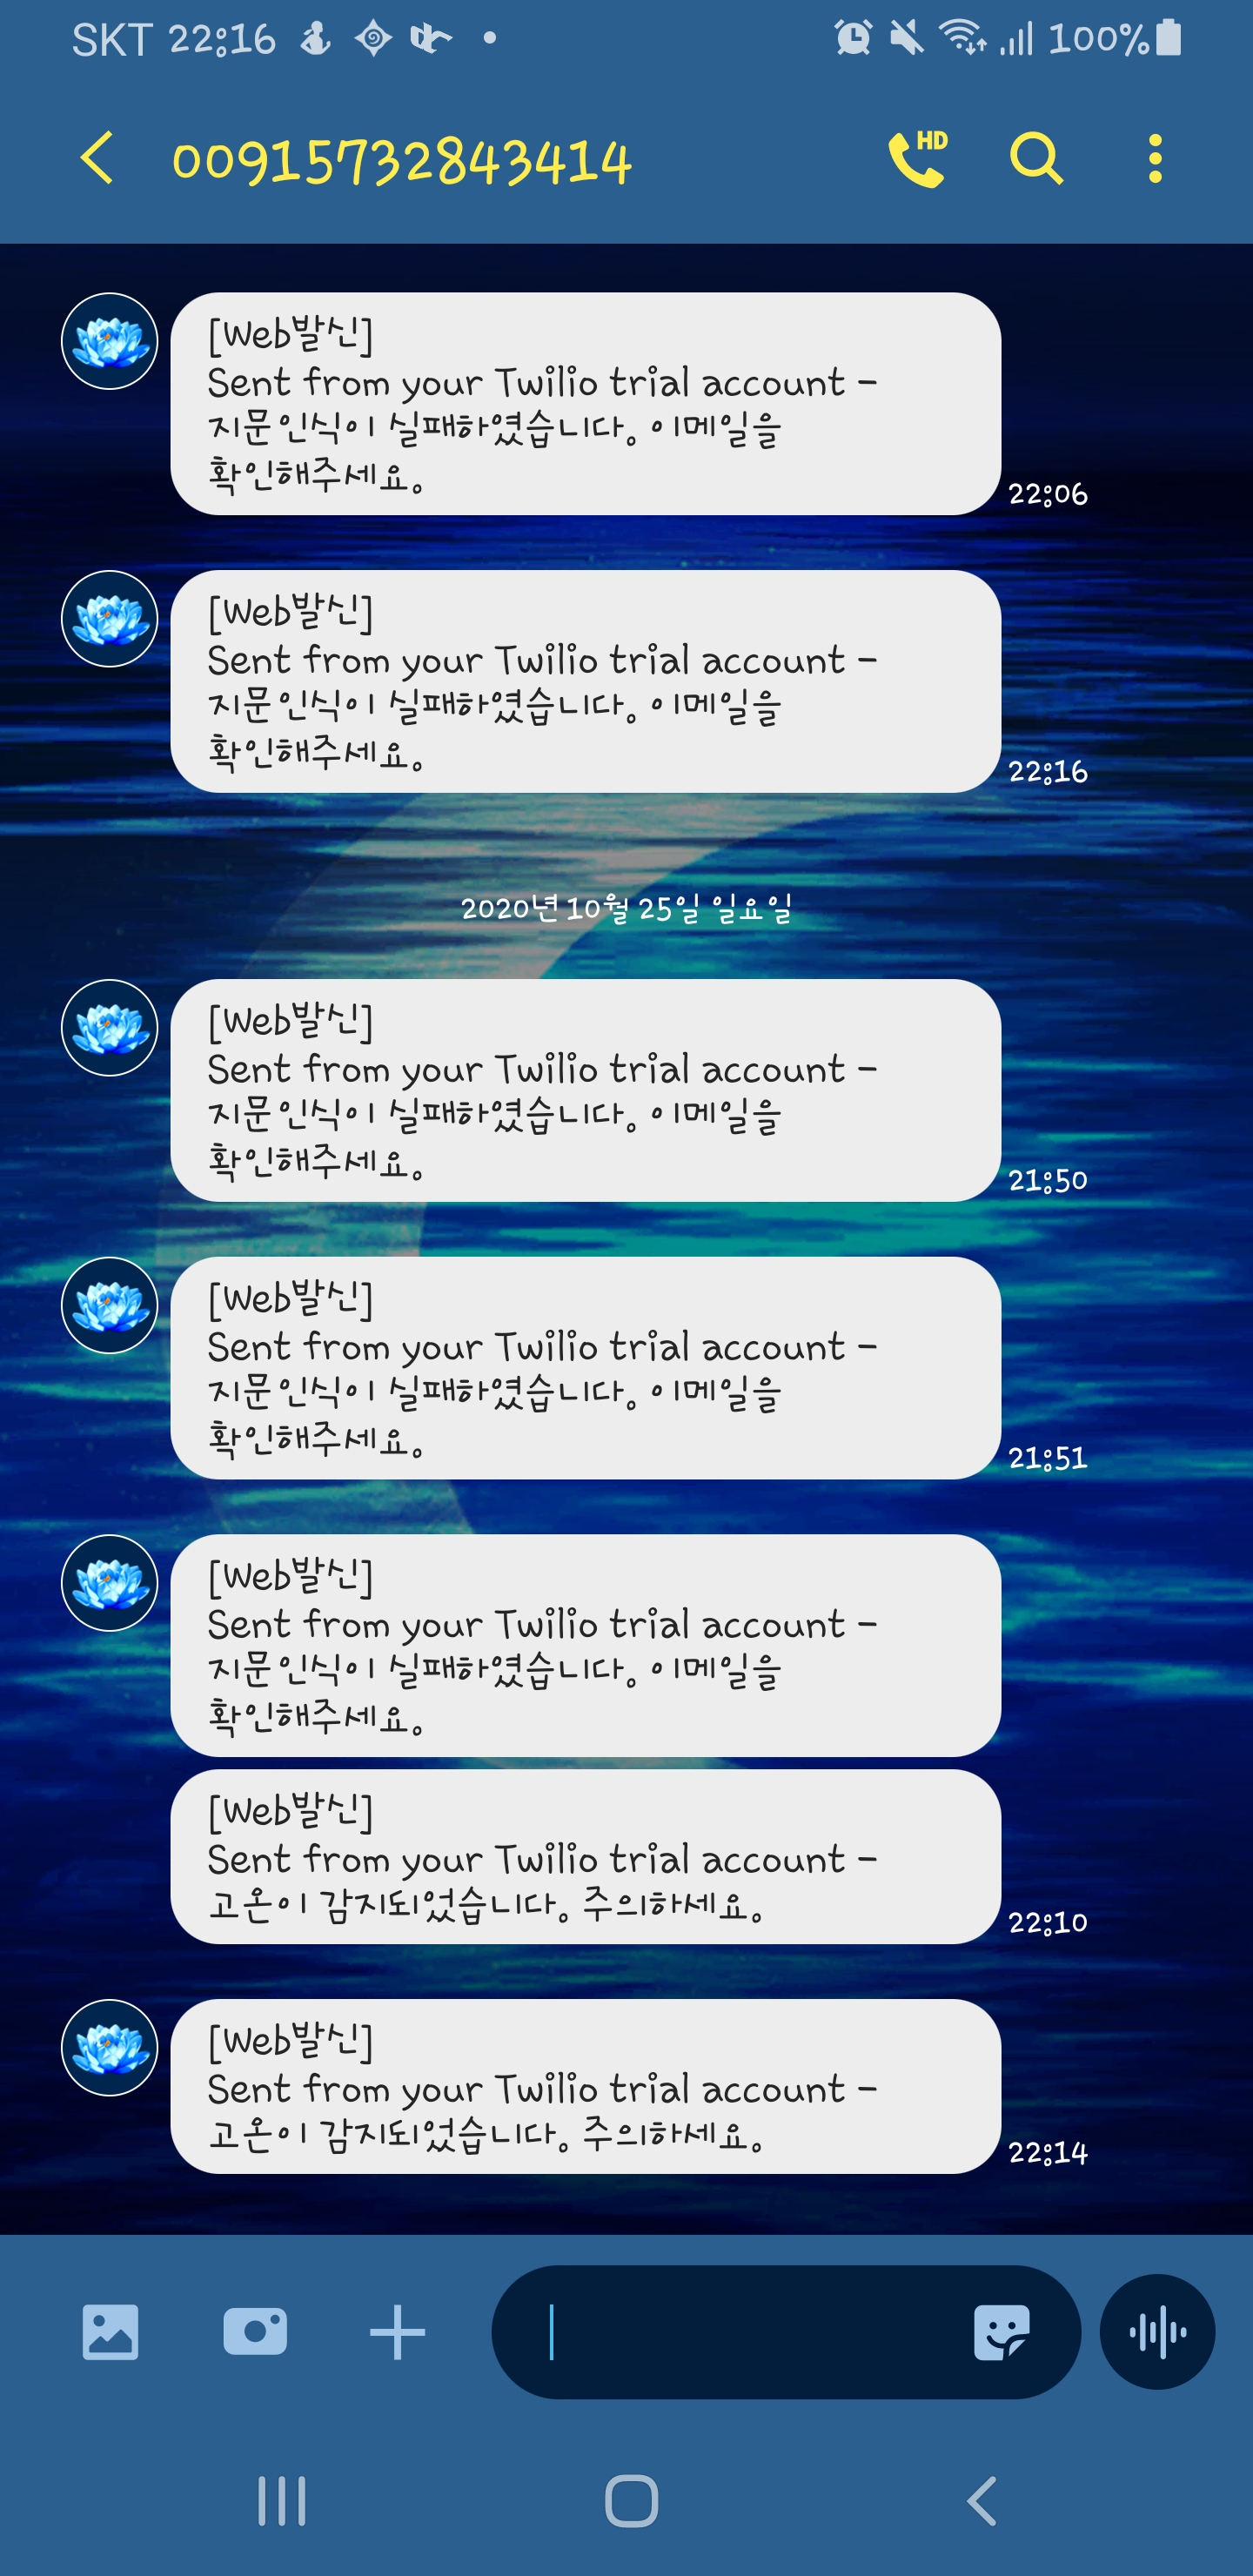 SKT 22:16
100%
00915732843414
HD
[Web발신]
Sent from your Twilio trial account -
지문인식이 실패하였습니다. 이메일을
확인해주세요.
22:06
[Web발신]
Sent from your Twilio trial account -
지문인식이 실패하였습니다. 이메일을
확인해주세요.
22:16
2020년 10월 25일 일요일
[Web발신]
Sent from your Twilio trial account -
지문인식이 실패하였습니다. 이메일을
확인해주세요.
21:50
[Web발신]
Sent from your Twilio trial account -
지문인식이 실패하였습니다. 이메일을
확인해주세요.
21:51
[Web발신]
Sent from your Twilio trial account -
지문인식이 실패하였습니다. 이메일을
확인해주세요.
[Web발신]
Sent from your Twilio trial account -
고온이 감지되었습니다. 주의하세요.
22:10
[Web발신]
Sent from your Twilio trial account -
고온이 감지되었습니다. 주의하세요.
22:14